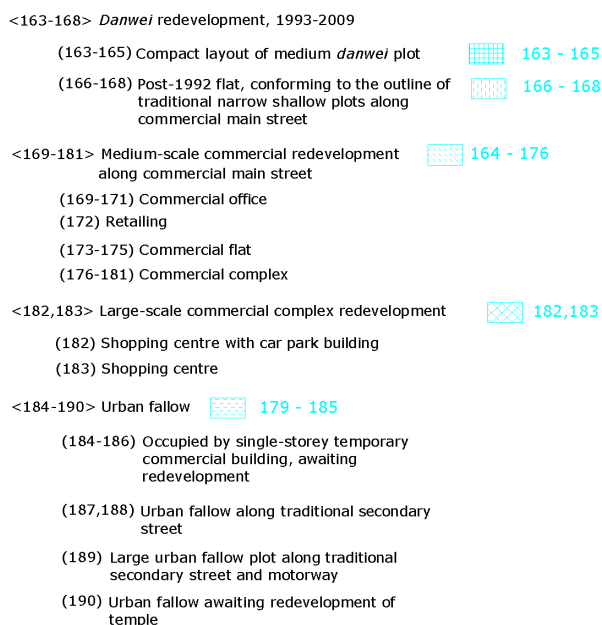 <163-168> Danwei redevelopment, 1993-2009
(163-165) Compact layout of medium danwei plot 163 - 165
(166-168) Post-1992 flat, conforming to the outline of 166 - 168
traditional narrow shallow plots along
commercial main street
<169-181> Medium-scale commercial redevelopment 164 - 176
along commercial main street
(169-171) Commercial office
(172) Retailing
(173-175) Commercial flat
(176-181) Commercial complex
<182,183> Large-scale commercial complex redevelopment 182,183
(182) Shopping centre with car park building
(183) Shopping centre
<184-190> Urban fallow 179 - 185
(184-186) Occupied by single-storey temporary
commercial building, awaiting
redevelopment
(187,188) Urban fallow along traditional secondary
street
(189) Large urban fallow plot along traditional
secondary street and motorway
(190) Urban fallow awaiting redevelopment of
temple